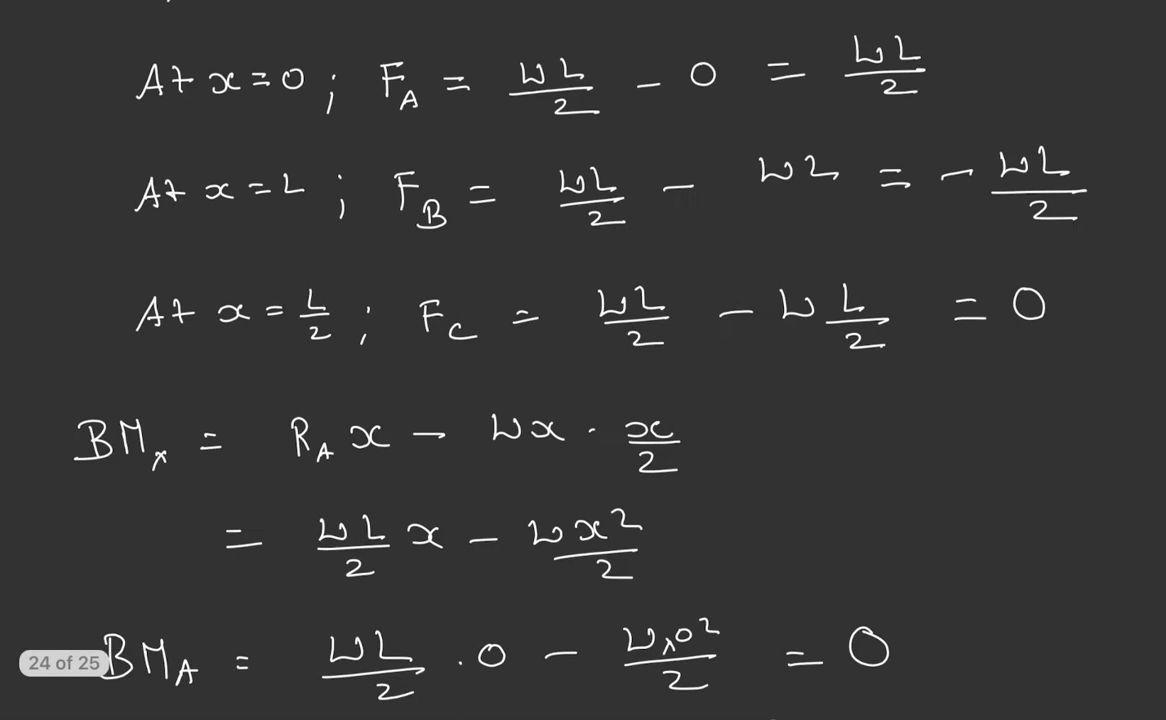 At x = 0 ; F_A = WL/2 - 0 = WL/2
At x = L ; F_B = WL/2 - WL = - WL/2
At x = L/2 ; F_C = WL/2 - W L/2 = 0
BM_x = R_A x - Wx · x/2
= WL/2 x - Wx²/2
BM_A = WL/2 . 0 - W×0²/2 = 0
24 of 25